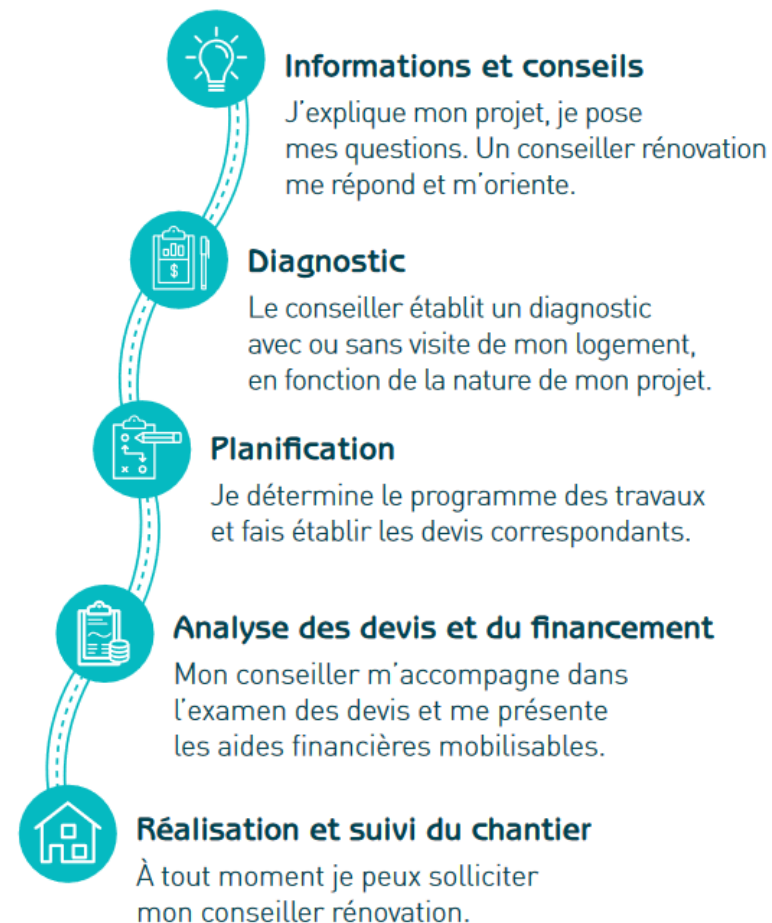 Informations et conseils
J'explique mon projet, je pose
mes questions. Un conseiller rénovation
me répond et m'oriente.
Diagnostic
Le conseiller établit un diagnostic
avec ou sans visite de mon logement,
en fonction de la nature de mon projet.
$
Planification
Je détermine le programme des travaux
et fais établir les devis correspondants.
Analyse des devis et du financement
Mon conseiller m'accompagne dans
l'examen des devis et me présente
les aides financières mobilisables.
Réalisation et suivi du chantier
À tout moment je peux solliciter
mon conseiller rénovation.